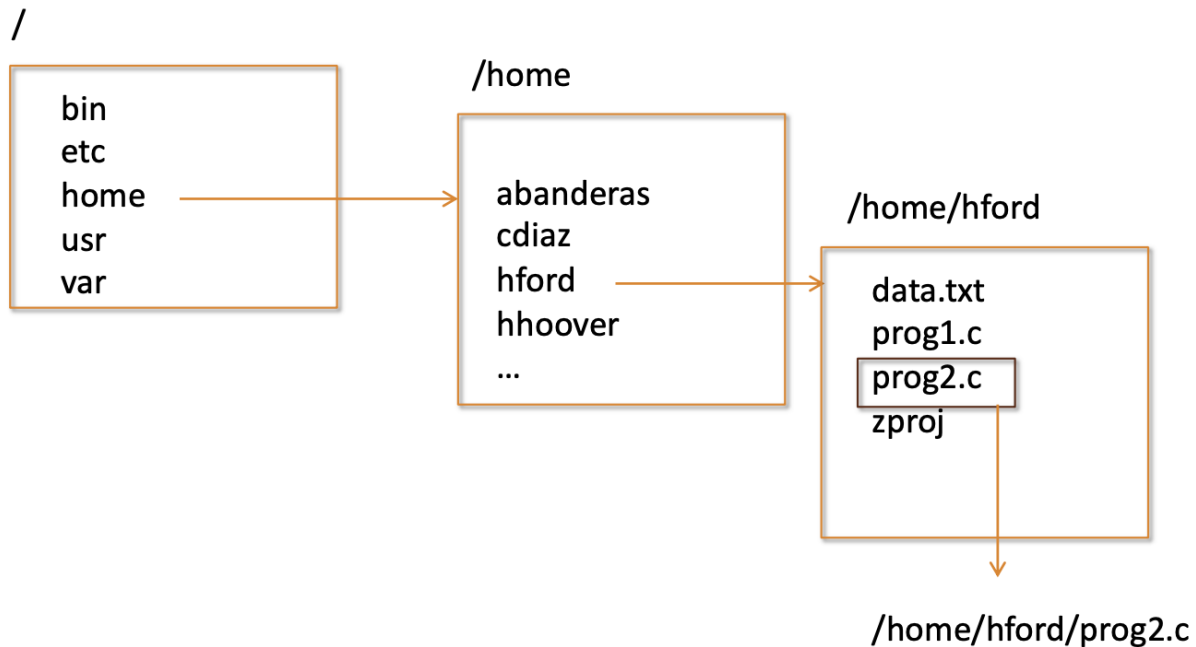 /
bin
etc
home
usr
var
/home
abanderas
cdiaz
hford
hhoover
...
/home/hford
data.txt
prog1.c
prog2.c
zproj
/home/hford/prog2.c